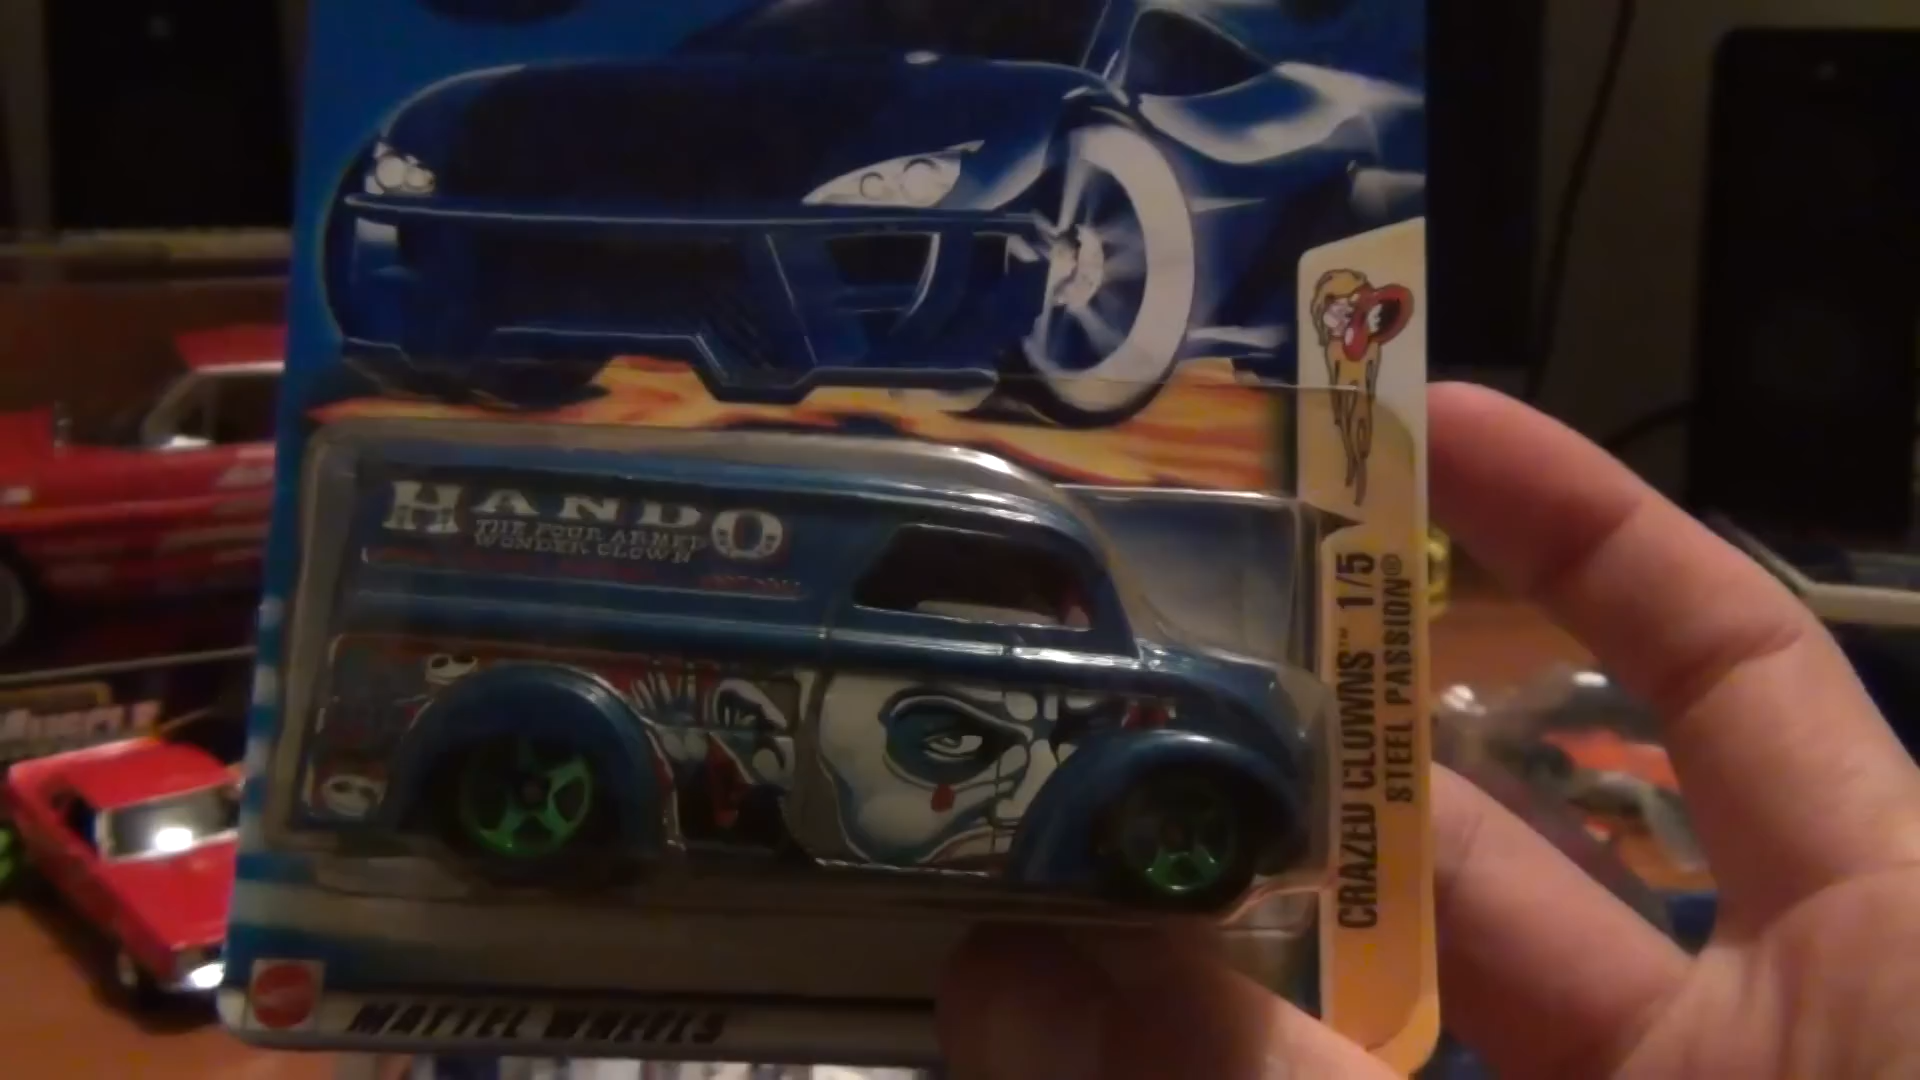 HANDO
THE FOUR ARMED
WONDER CLOWN
CRAZED CLOWNS™ 1/5
STEEL PASSION®
MATTEL WHEELS